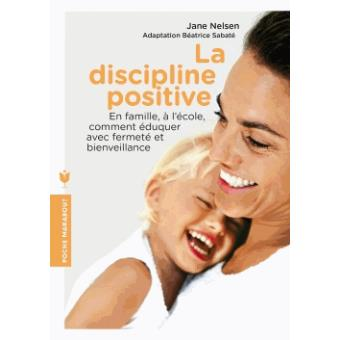 Jane Nelsen
Adaptation Béatrice Sabaté
La
discipline
positive
En famille, à l'école,
comment éduquer
avec fermeté et
bienveillance
POCHE MARABOUT